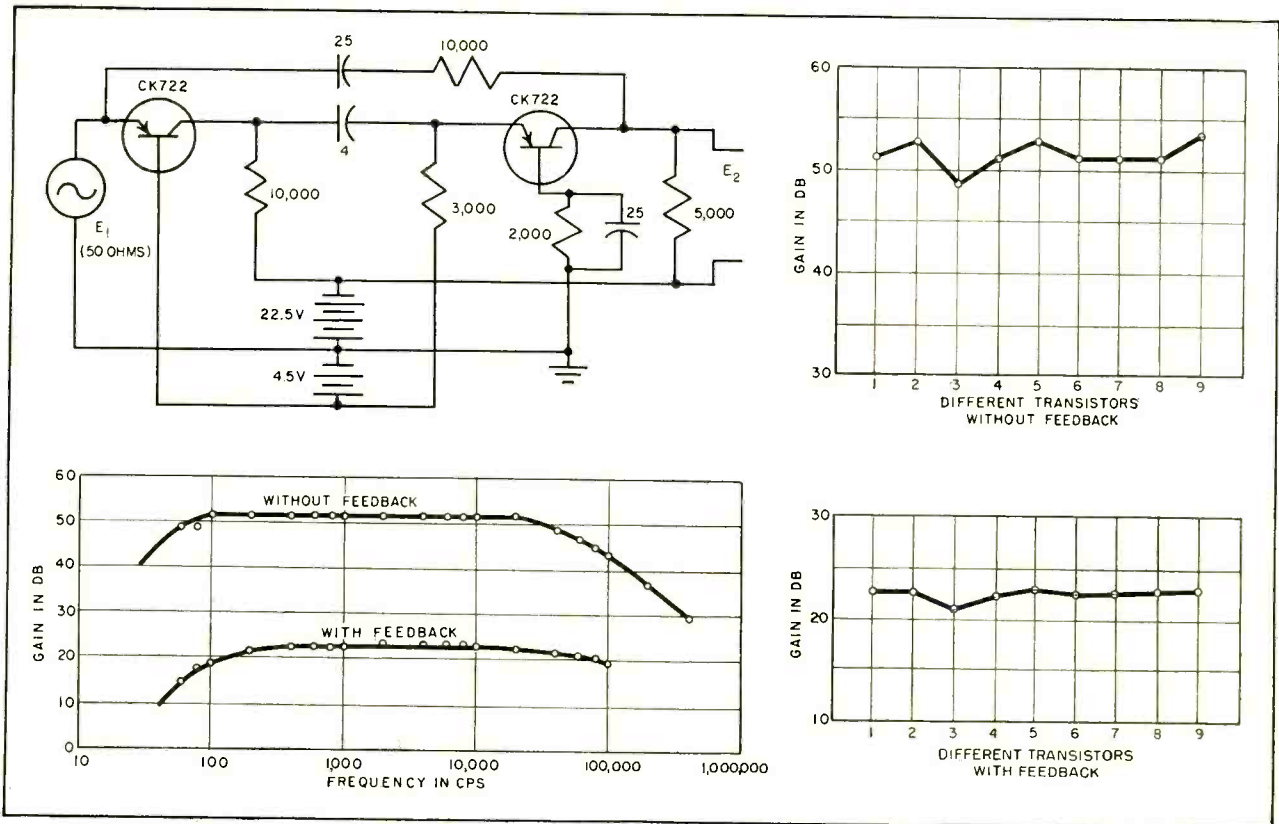 25
10,000
CK722
CK722
4
E1
(50 OHMS)
10,000
3,000
2,000
25
5,000
E2
22.5V
4.5V
60
50
40
30
GAIN IN DB
1 2 3 4 5 6 7 8 9
DIFFERENT TRANSISTORS
WITHOUT FEEDBACK
60
50
40
30
20
10
0
GAIN IN DB
WITHOUT FEEDBACK
WITH FEEDBACK
10 100 1,000 10,000 100,000 1,000,000
FREQUENCY IN CPS
30
20
10
GAIN IN DB
1 2 3 4 5 6 7 8 9
DIFFERENT TRANSISTORS
WITH FEEDBACK